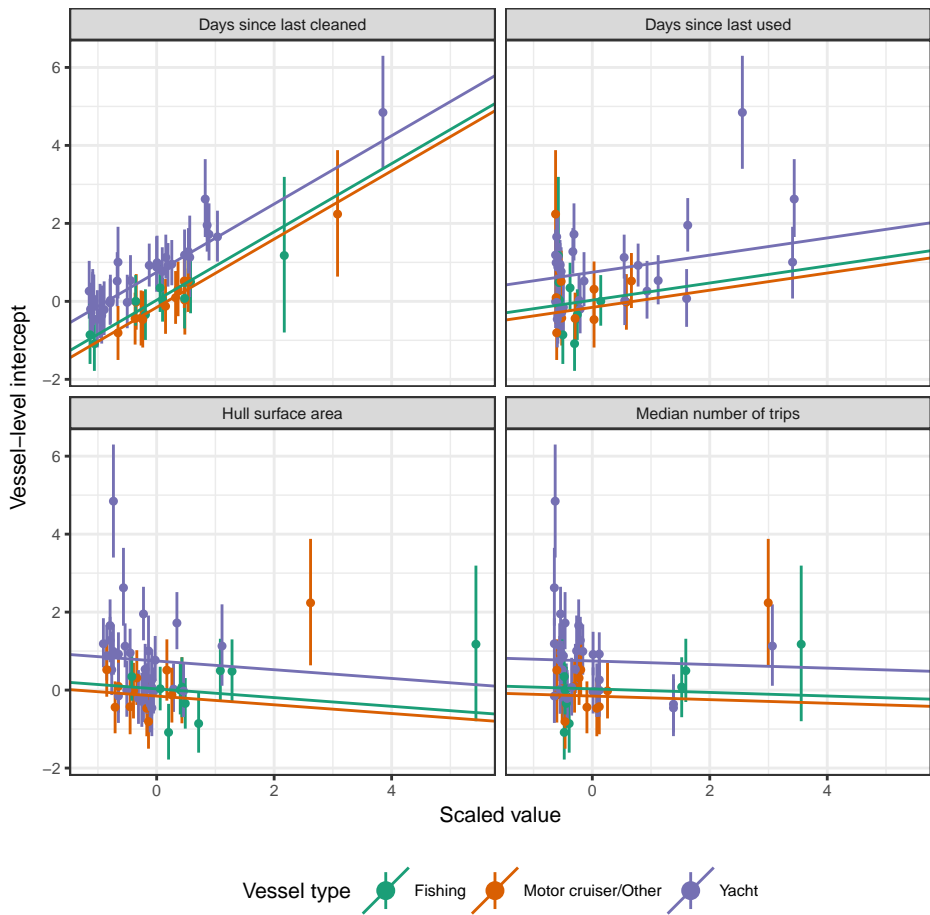 Days since last cleaned
Days since last used
6
4
2
0
−2
Hull surface area
Median number of trips
6
4
2
0
−2
0
2
4
0
2
4
Vessel−level intercept
Scaled value
Vessel type
Fishing
Motor cruiser/Other
Yacht